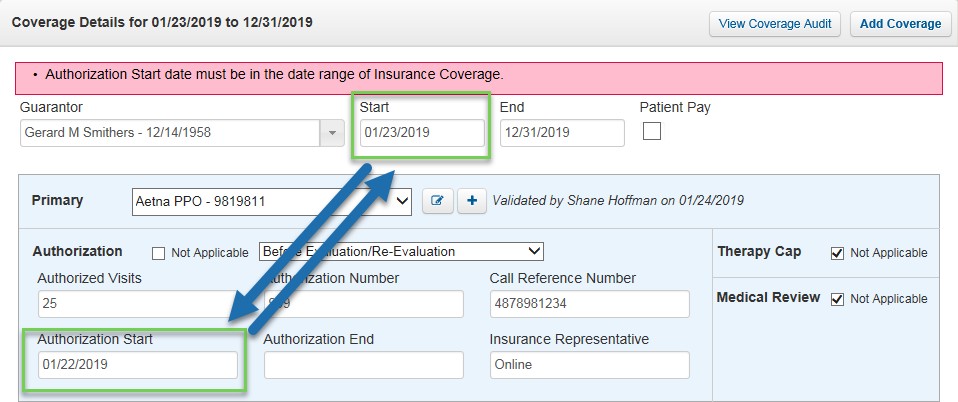 Coverage Details for 01/23/2019 to 12/31/2019
View Coverage Audit
Add Coverage
• Authorization Start date must be in the date range of Insurance Coverage.
Guarantor Start End Patient Pay
Gerard M Smithers - 12/14/1958 01/23/2019 12/31/2019
Primary Aetna PPO - 9819811 Validated by Shane Hoffman on 01/24/2019
Authorization Not Applicable Before Evaluation/Re-Evaluation Therapy Cap Not Applicable
Authorized Visits Authorization Number Call Reference Number
25 4878981234
Medical Review Not Applicable
Authorization Start Authorization End Insurance Representative
01/22/2019 Online